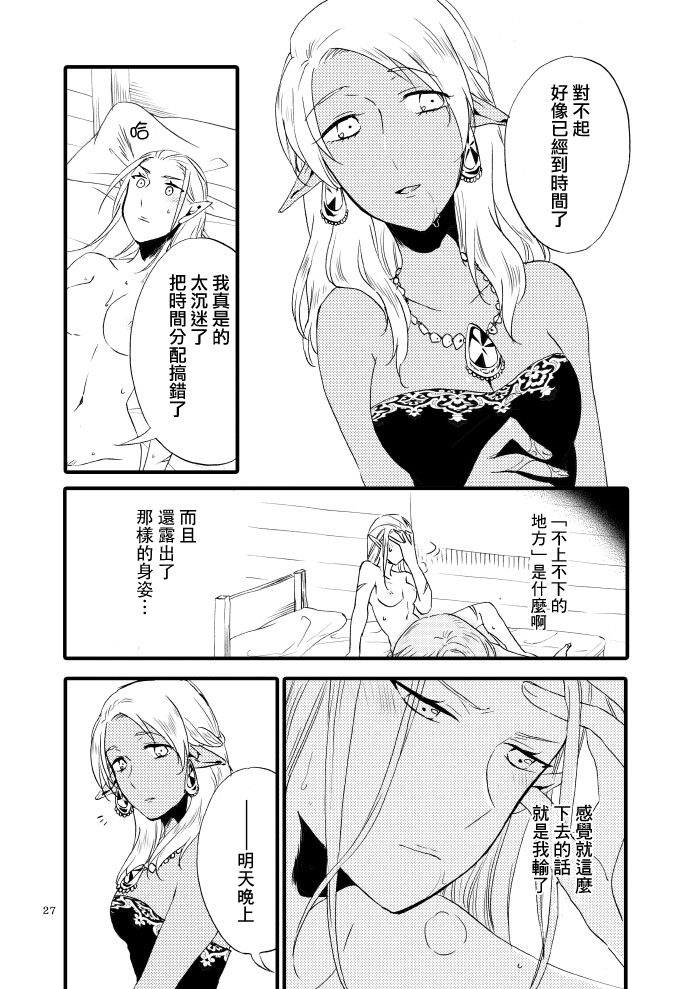 對不起
好像已經到時間了
哈
我真是的
太沉迷了
把時間分配搞錯了
「不上不下的
地方」是什麼啊
而且
還露出了
那樣的身姿…
感覺就這麼
下去的話
就是我輸了
——明天晚上
27